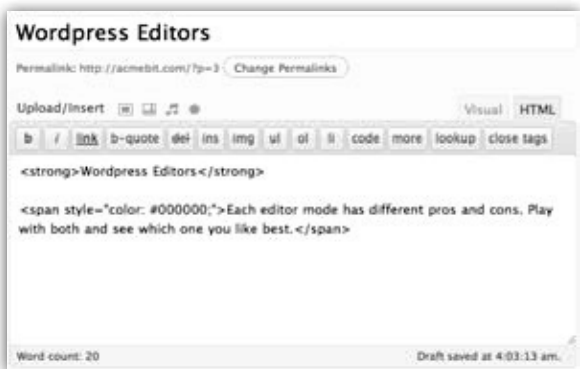 Wordpress Editors
Permalink: http://acmebit.com/?p=3 Change Permalinks
Upload/Insert Visual HTML
b i link b-quote del ins img ul ol li code more lookup close tags
<strong>Wordpress Editors</strong>
<span style="color: #000000;">Each editor mode has different pros and cons. Play
with both and see which one you like best.</span>
Word count: 20 Draft saved at 4:03:13 am.